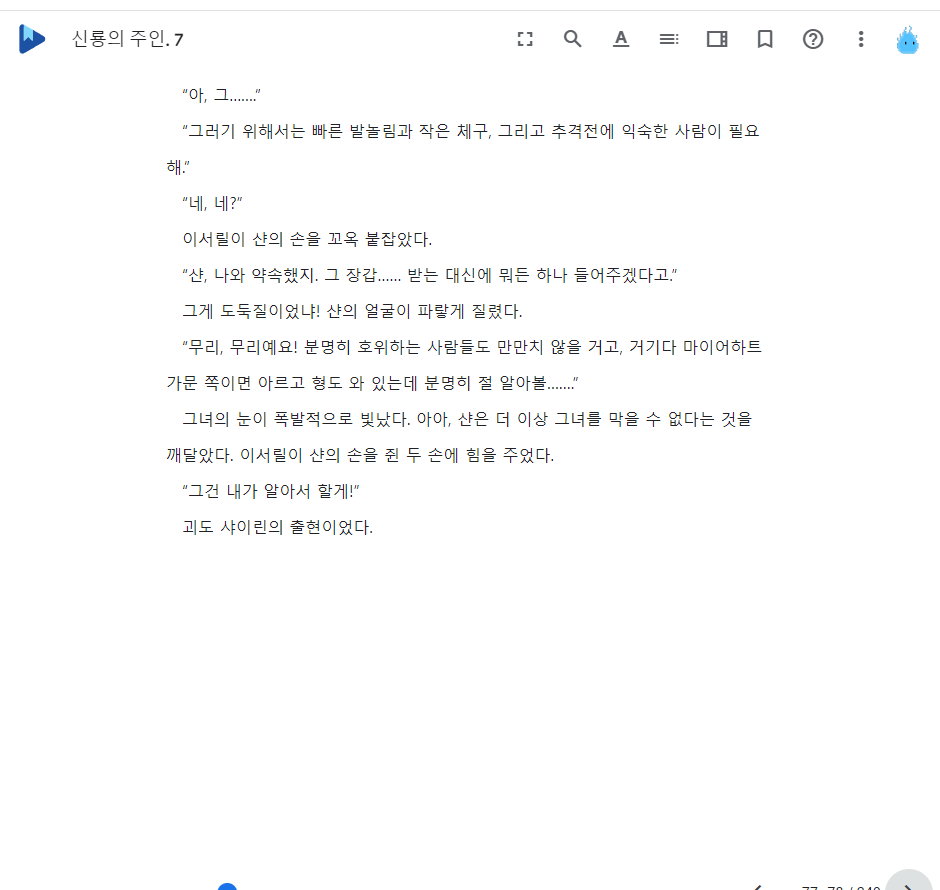 신룡의 주인. 7
“아, 그…….”
“그러기 위해서는 빠른 발놀림과 작은 체구, 그리고 추격전에 익숙한 사람이 필요
해.”
“네, 네?”
이서릴이 샨의 손을 꼬옥 붙잡았다.
“샨, 나와 약속했지. 그 장갑…… 받는 대신에 뭐든 하나 들어주겠다고.”
그게 도둑질이었냐! 샨의 얼굴이 파랗게 질렸다.
“무리, 무리예요! 분명히 호위하는 사람들도 만만치 않을 거고, 거기다 마이어하트
가문 쪽이면 아르고 형도 와 있는데 분명히 절 알아볼…….”
그녀의 눈이 폭발적으로 빛났다. 아아, 샨은 더 이상 그녀를 막을 수 없다는 것을
깨달았다. 이서릴이 샨의 손을 쥔 두 손에 힘을 주었다.
“그건 내가 알아서 할게!”
괴도 샤이린의 출현이었다.